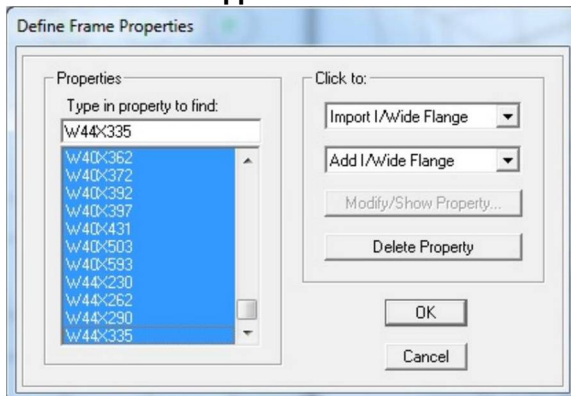 Define Frame Properties
Properties
Type in property to find:
W44X335
W40X362
W40X372
W40X392
W40X397
W40X431
W40X503
W40X593
W44X230
W44X262
W44X290
W44X335
Click to:
Import I/Wide Flange
Add I/Wide Flange
Modify/Show Property...
Delete Property
OK
Cancel